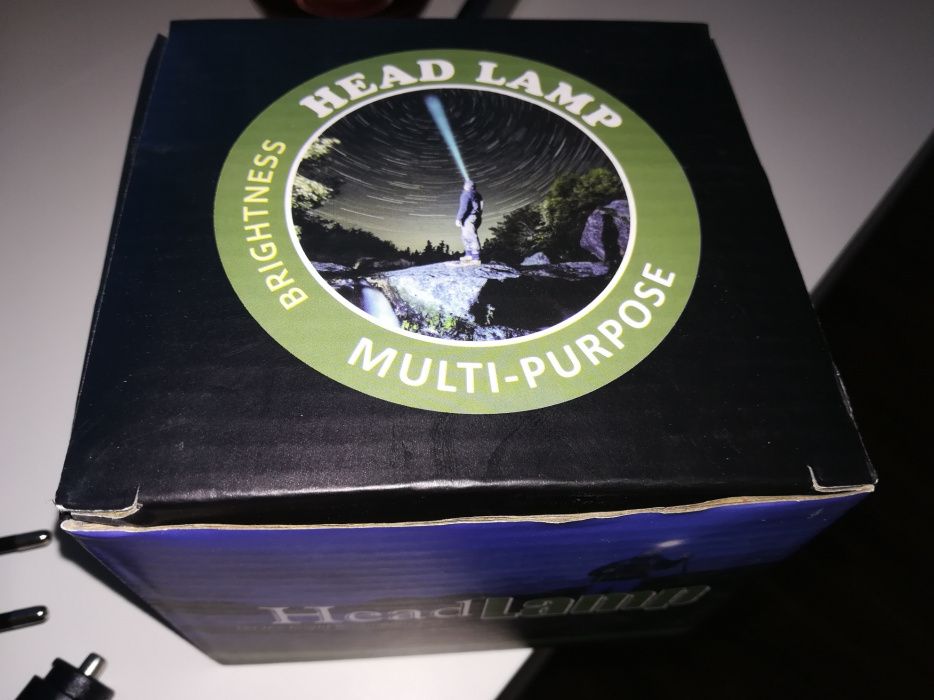 HEAD LAMP
BRIGHTNESS
MULTI-PURPOSE
HeadLamp